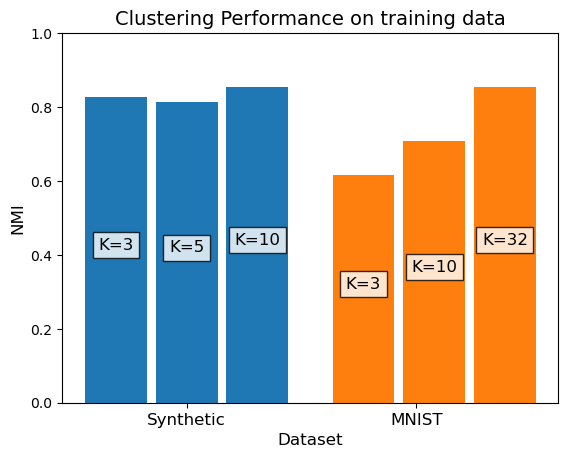 Clustering Performance on training data
1.0
0.8
0.6
0.4
0.2
0.0
NMI
K=3
K=5
K=10
K=3
K=10
K=32
Synthetic
MNIST
Dataset